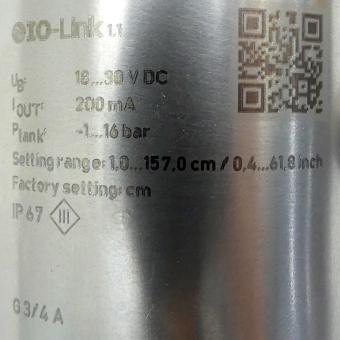 IO-Link 1.1
UB: 18...30 V DC
IOUT: 200 mA
Ptank: -1...16 bar
Setting range: 1,0...157,0 cm / 0,4...61,8 inch
Factory setting: cm
IP 67 III
G 3/4 A